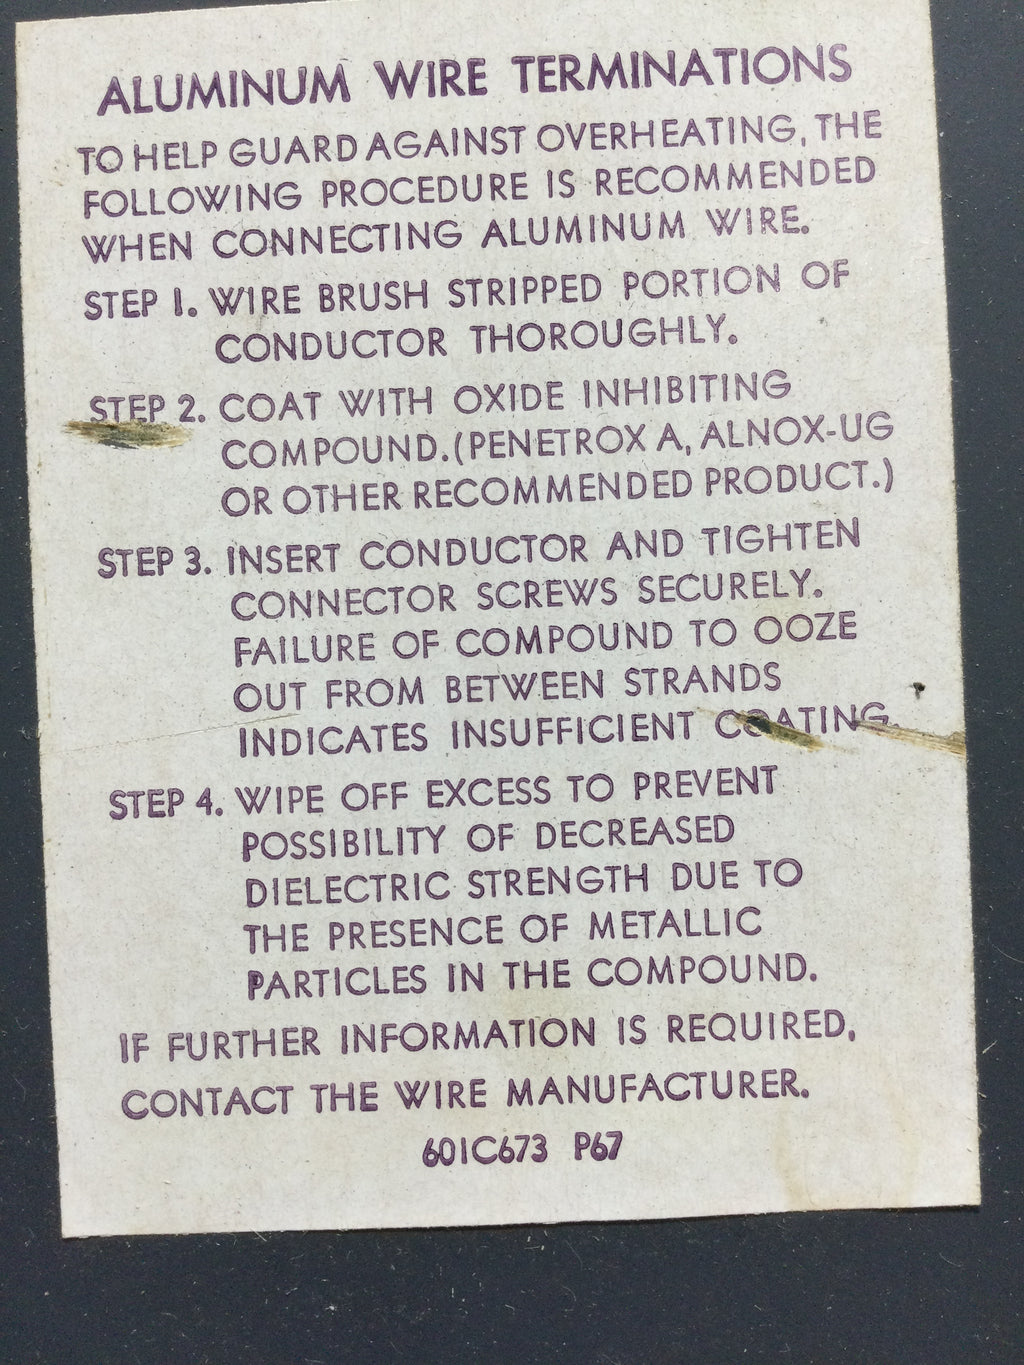 ALUMINUM WIRE TERMINATIONS
TO HELP GUARD AGAINST OVERHEATING, THE
FOLLOWING PROCEDURE IS RECOMMENDED
WHEN CONNECTING ALUMINUM WIRE.
STEP 1. WIRE BRUSH STRIPPED PORTION OF
CONDUCTOR THOROUGHLY.
STEP 2. COAT WITH OXIDE INHIBITING
COMPOUND. (PENETROX A, ALNOX-UG
OR OTHER RECOMMENDED PRODUCT.)
STEP 3. INSERT CONDUCTOR AND TIGHTEN
CONNECTOR SCREWS SECURELY.
FAILURE OF COMPOUND TO OOZE
OUT FROM BETWEEN STRANDS
INDICATES INSUFFICIENT COATING.
STEP 4. WIPE OFF EXCESS TO PREVENT
POSSIBILITY OF DECREASED
DIELECTRIC STRENGTH DUE TO
THE PRESENCE OF METALLIC
PARTICLES IN THE COMPOUND.
IF FURTHER INFORMATION IS REQUIRED,
CONTACT THE WIRE MANUFACTURER.
601C673 P67